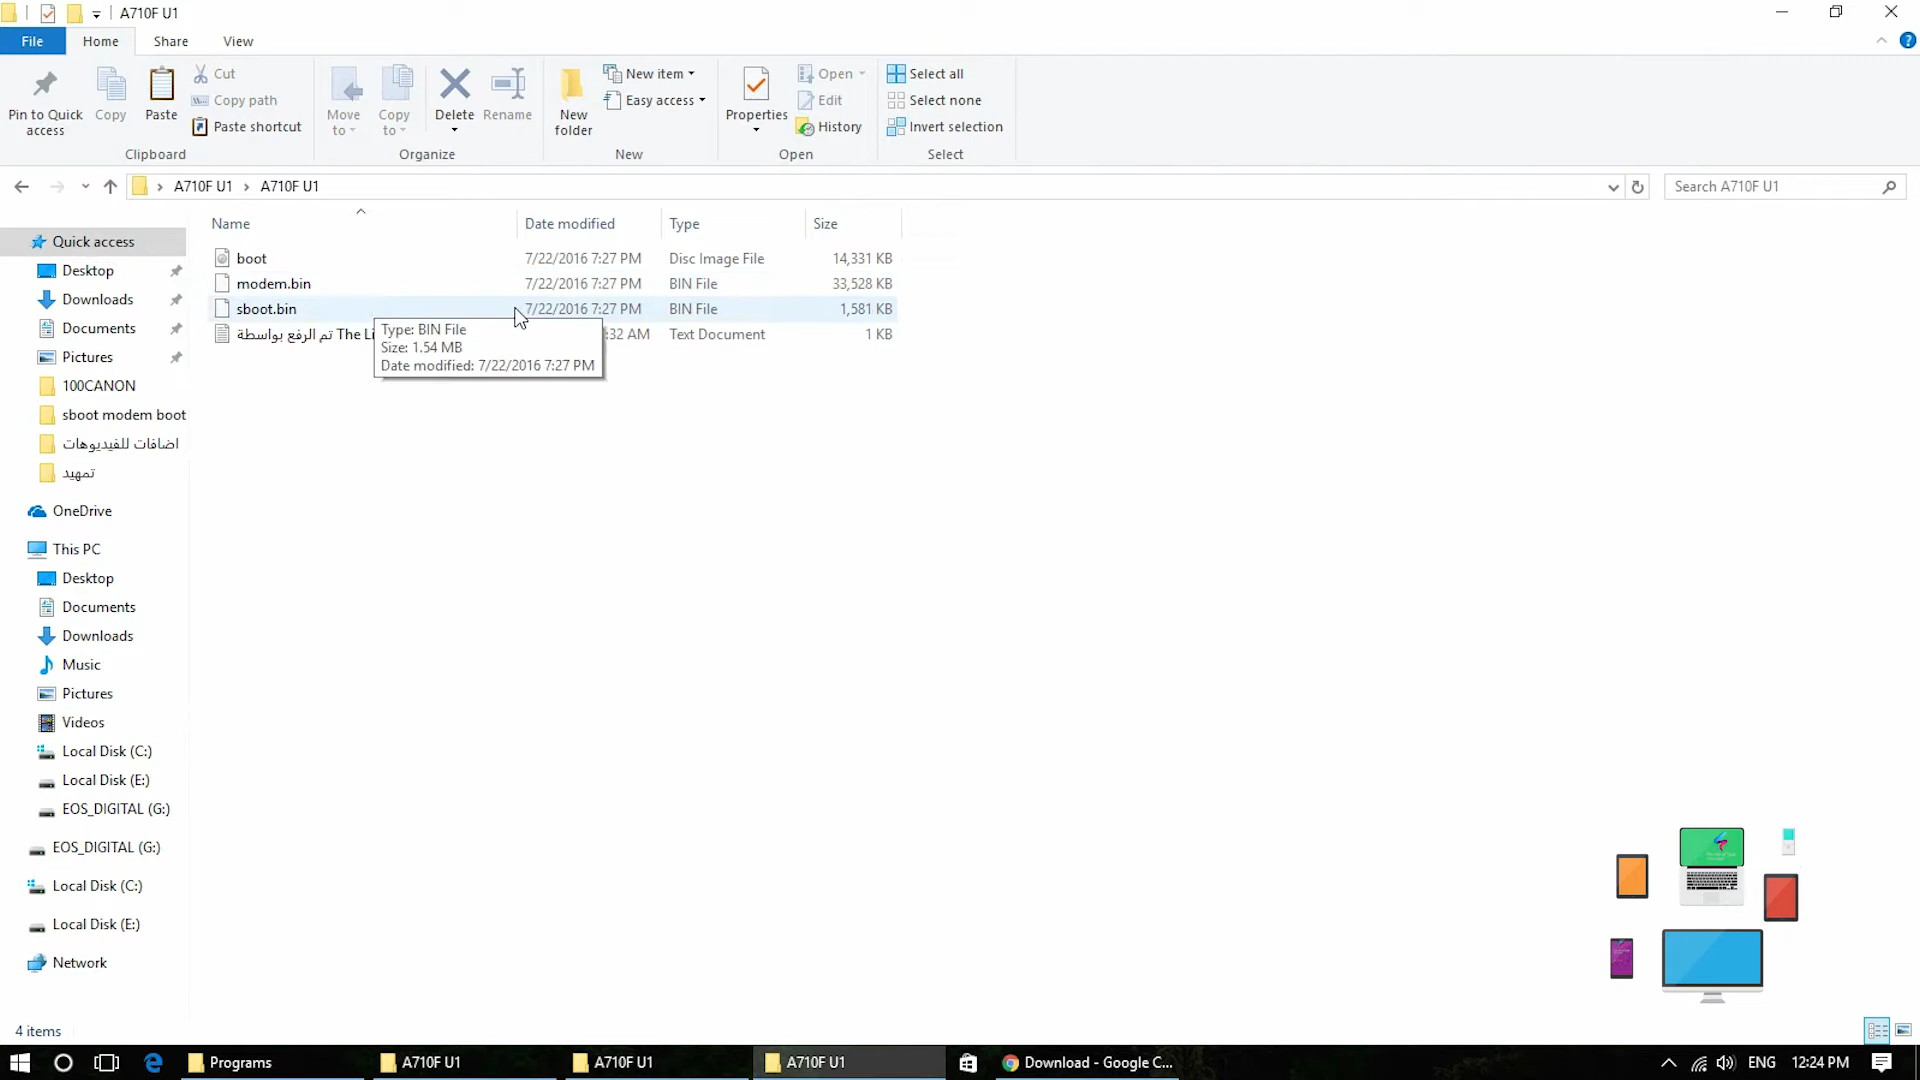 A710F U1
File
Home
Share
View
Pin to Quick access
Copy
Paste
Cut
Copy path
Paste shortcut
Clipboard
Move to
Copy to
Delete
Rename
Organize
New folder
New item
Easy access
New
Properties
Open
Edit
History
Open
Select all
Select none
Invert selection
Select
A710F U1 › A710F U1
Search A710F U1
Name
Date modified
Type
Size
boot 7/22/2016 7:27 PM Disc Image File 14,331 KB
modem.bin 7/22/2016 7:27 PM BIN File 33,528 KB
sboot.bin 7/22/2016 7:27 PM BIN File 1,581 KB
تم الرفع بواسطة The Li :32 AM Text Document 1 KB
Type: BIN File
Size: 1.54 MB
Date modified: 7/22/2016 7:27 PM
Quick access
Desktop
Downloads
Documents
Pictures
100CANON
sboot modem boot
اضافات للفيديوهات
تمهيد
OneDrive
This PC
Desktop
Documents
Downloads
Music
Pictures
Videos
Local Disk (C:)
Local Disk (E:)
EOS_DIGITAL (G:)
EOS_DIGITAL (G:)
Local Disk (C:)
Local Disk (E:)
Network
4 items
Programs
A710F U1
A710F U1
A710F U1
Download - Google C...
ENG
12:24 PM